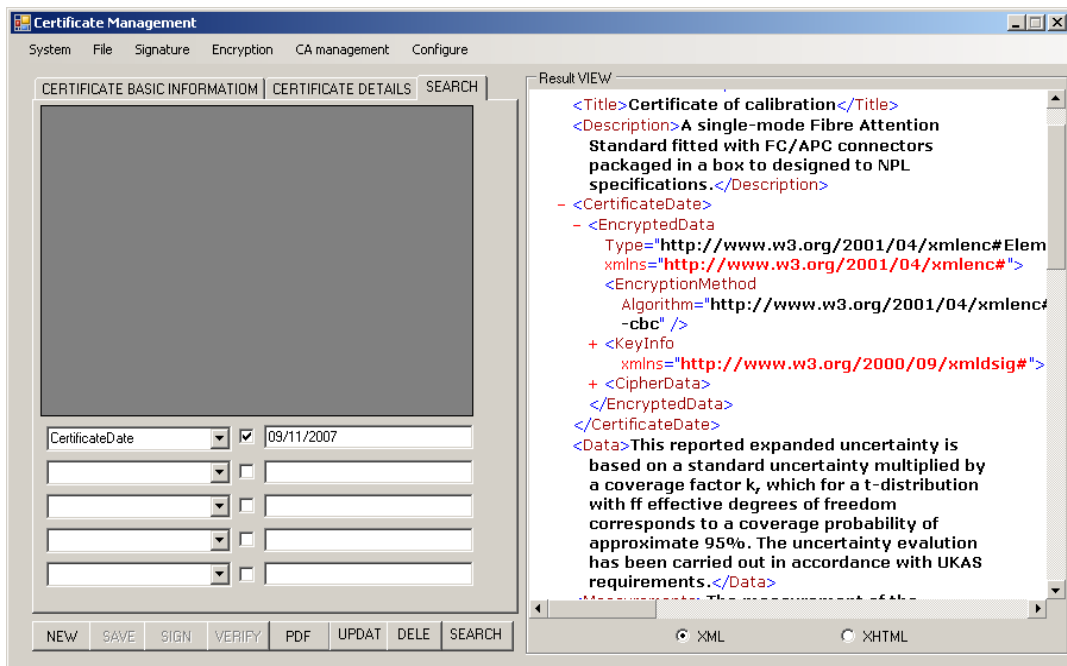 Certificate Management
System File Signature Encryption CA management Configure
CERTIFICATE BASIC INFORMATIOM CERTIFICATE DETAILS SEARCH
CertificateDate 09/11/2007
NEW SAVE SIGN VERIFY PDF UPDAT DELE SEARCH
Result VIEW
<Title>Certificate of calibration</Title>
<Description>A single-mode Fibre Attention
Standard fitted with FC/APC connectors
packaged in a box to designed to NPL
specifications.</Description>
- <CertificateDate>
- <EncryptedData
Type="http://www.w3.org/2001/04/xmlenc#Elem
xmlns="http://www.w3.org/2001/04/xmlenc#">
<EncryptionMethod
Algorithm="http://www.w3.org/2001/04/xmlenc#
-cbc" />
+ <KeyInfo
xmlns="http://www.w3.org/2000/09/xmldsig#">
+ <CipherData>
</EncryptedData>
</CertificateDate>
<Data>This reported expanded uncertainty is
based on a standard uncertainty multiplied by
a coverage factor k, which for a t-distribution
with ff effective degrees of freedom
corresponds to a coverage probability of
approximate 95%. The uncertainty evalution
has been carried out in accordance with UKAS
requirements.</Data>
<Measurements>The measurement of the
XML XHTML